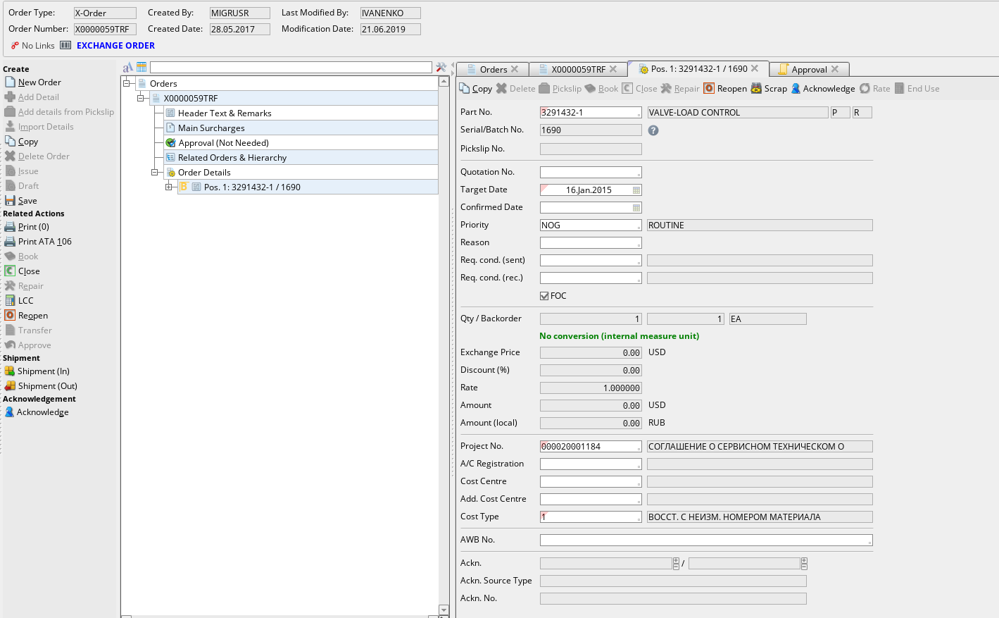 Order Type: X-Order Created By: MIGRUSR Last Modified By: IVANENKO
Order Number: X0000059TRF Created Date: 28.05.2017 Modification Date: 21.06.2019
No Links EXCHANGE ORDER
Create
New Order
Add Detail
Add details from Pickslip
Import Details
Copy
Delete Order
Issue
Draft
Save
Related Actions
Print (0)
Print ATA 106
Book
Close
Repair
LCC
Reopen
Transfer
Approve
Shipment
Shipment (In)
Shipment (Out)
Acknowledgement
Acknowledge
Orders
X0000059TRF
Header Text & Remarks
Main Surcharges
Approval (Not Needed)
Related Orders & Hierarchy
Order Details
Pos. 1: 3291432-1 / 1690
Orders X0000059TRF Pos. 1: 3291432-1 / 1690 Approval
Copy Delete Pickslip Book Close Repair Reopen Scrap Acknowledge Rate End Use
Part No. 3291432-1 VALVE-LOAD CONTROL P R
Serial/Batch No. 1690
Pickslip No.
Quotation No.
Target Date 16.Jan.2015
Confirmed Date
Priority NOG ROUTINE
Reason
Req. cond. (sent)
Req. cond. (rec.)
FOC
Qty / Backorder 1 1 EA
No conversion (internal measure unit)
Exchange Price 0.00 USD
Discount (%) 0.00
Rate 1.000000
Amount 0.00 USD
Amount (local) 0.00 RUB
Project No. 000020001184 СОГЛАШЕНИЕ О СЕРВИСНОМ ТЕХНИЧЕСКОМ О
A/C Registration
Cost Centre
Add. Cost Centre
Cost Type 1 ВОССТ. С НЕИЗМ. НОМЕРОМ МАТЕРИАЛА
AWB No.
Ackn. /
Ackn. Source Type
Ackn. No.